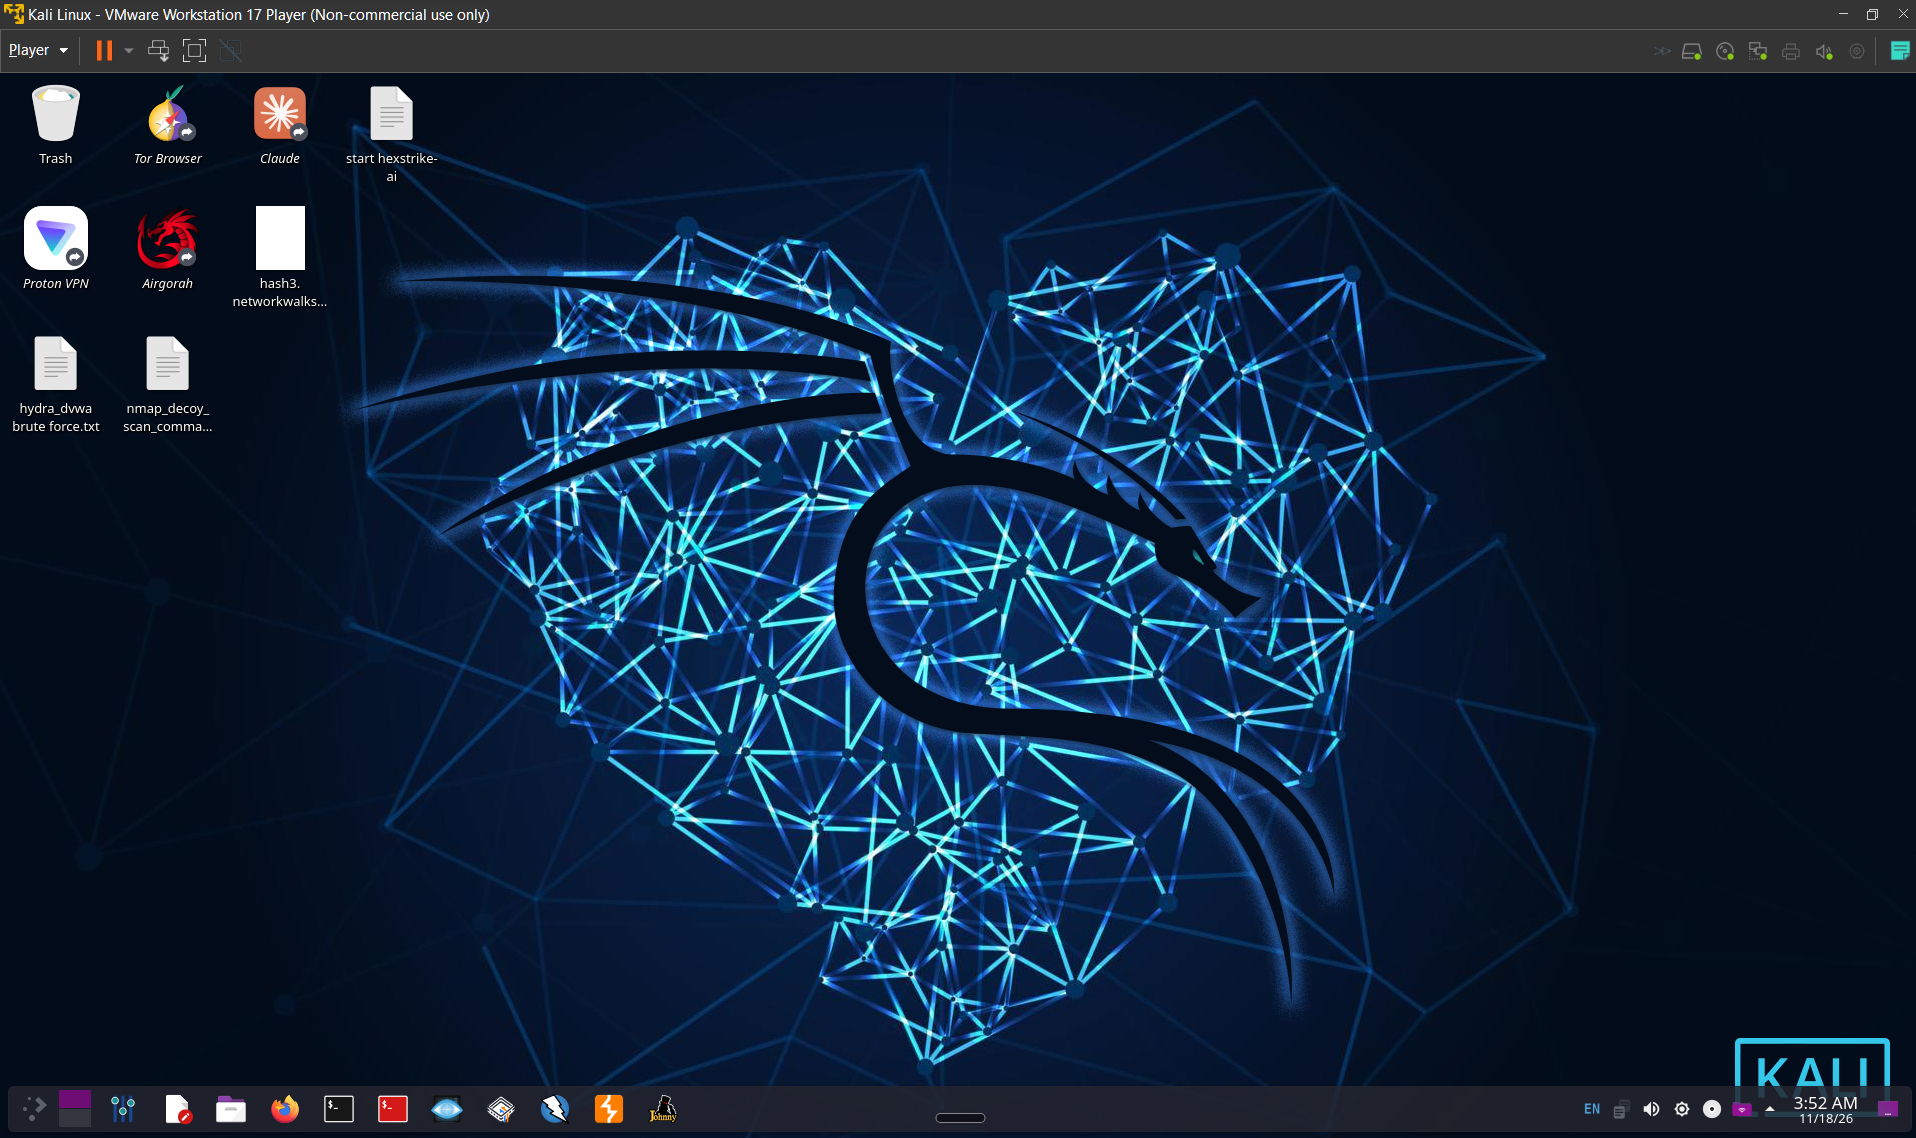 Kali Linux - VMware Workstation 17 Player (Non-commercial use only)
Player
Trash
Tor Browser
Claude
start hexstrike-
ai
Proton VPN
Airgorah
hash3.
networkwalks...
hydra_dvwa
brute force.txt
nmap_decoy_
scan_comma...
KALI
$-
$-
Johnny
EN
3:52 AM
11/18/26